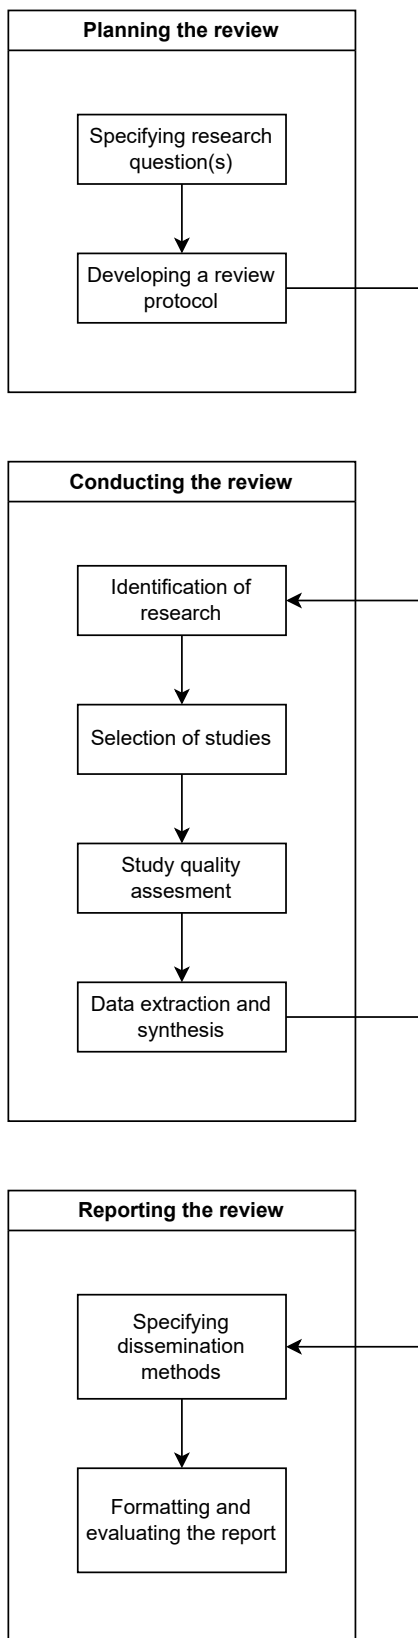 Planning the review
Specifying research
question(s)
Developing a review
protocol
Conducting the review
Identification of
research
Selection of studies
Study quality
assesment
Data extraction and
synthesis
Reporting the review
Specifying
dissemination
methods
Formatting and
evaluating the report